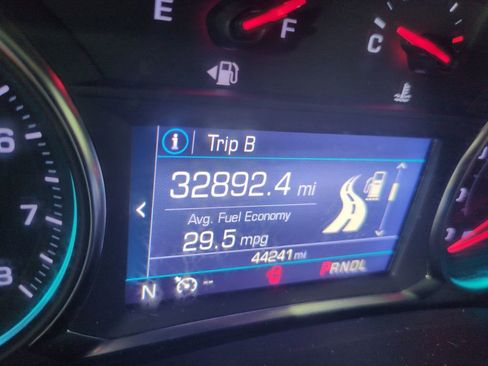 E F C
6
7
8
i Trip B
32892.4 mi
Avg. Fuel Economy
29.5 mpg
44241 mi
N -- PRNDL